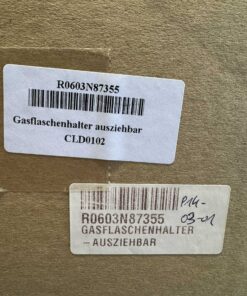 R0603N87355
Gasflaschenhalter ausziehbar
CLD0102
P14-
03-01
R0603N87355
GASFLASCHENHALTER
- AUSZIEHBAR